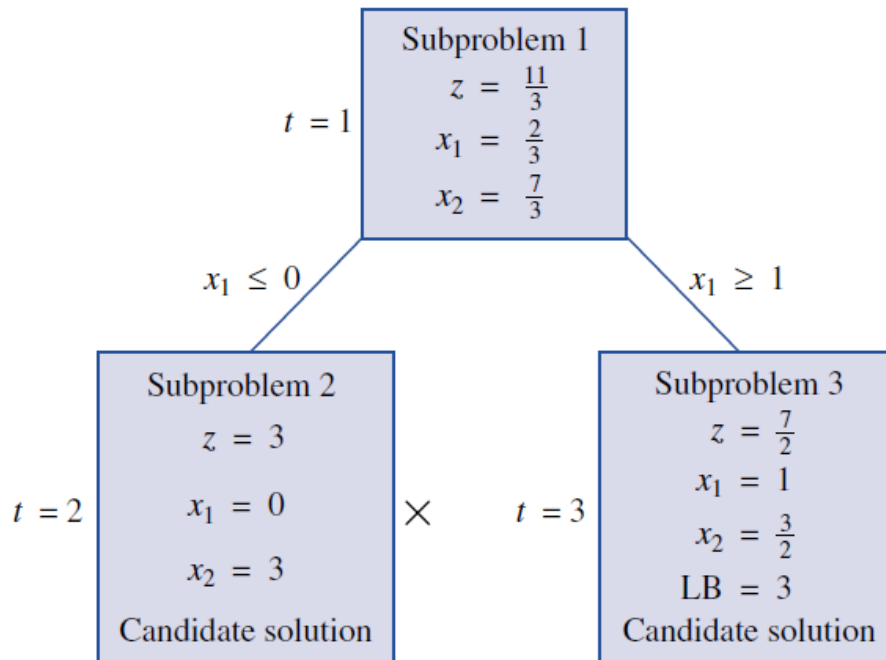 Subproblem 1
z = 11/3
t = 1
x₁ = 2/3
x₂ = 7/3
x₁ ≤ 0
x₁ ≥ 1
Subproblem 2
z = 3
t = 2
x₁ = 0
x₂ = 3
Candidate solution
×
Subproblem 3
z = 7/2
x₁ = 1
t = 3
x₂ = 3/2
LB = 3
Candidate solution